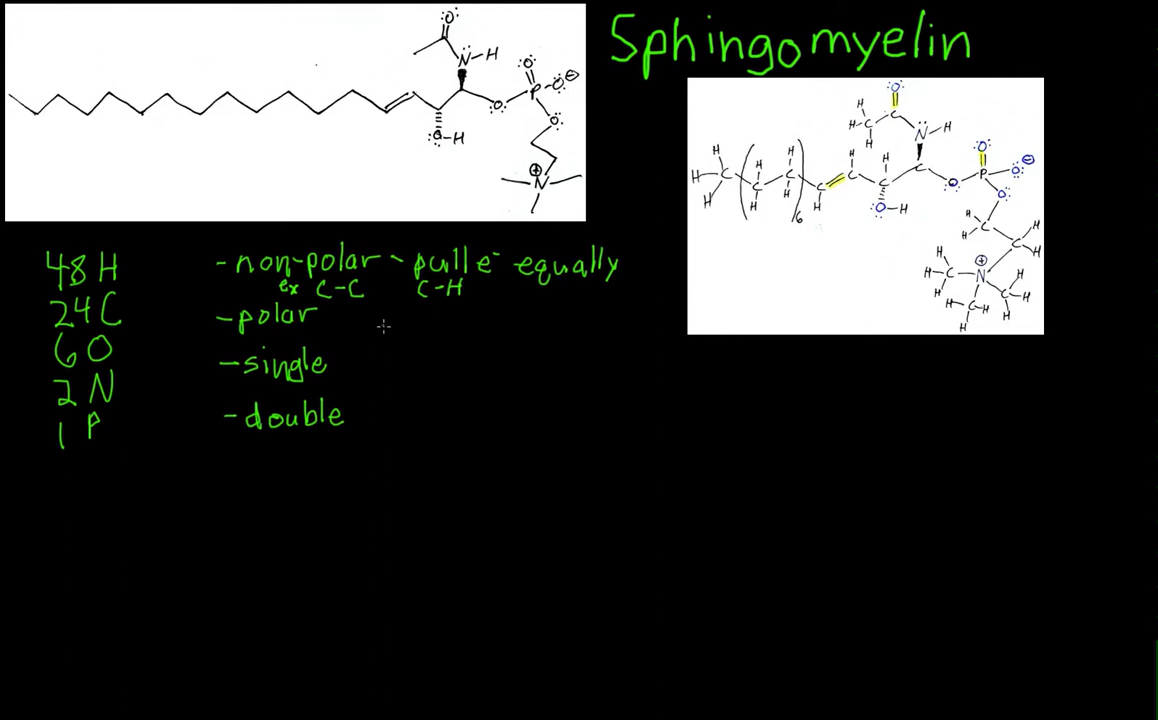 Sphingomyelin
48 H
24 C
6 O
2 N
1 P
- non-polar - pull e⁻ equally
ex C-C C-H
- polar
- single
- double